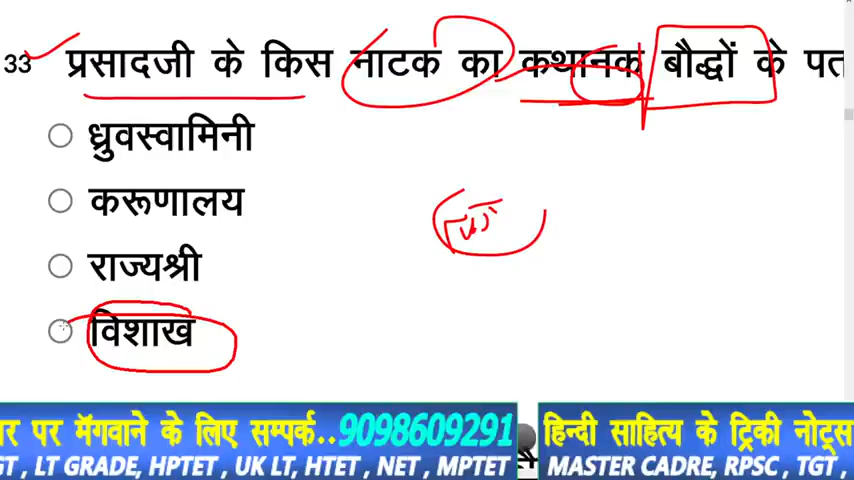 33 प्रसादजी के किस नाटक का कथानक बौद्धों के पत
ध्रुवस्वामिनी
करूणालय
राज्यश्री
विशाख
पर मॅगवाने के लिए सम्पर्क..9098609291 हिन्दी साहित्य के ट्रिकी नोट्स
GT , LT GRADE, HPTET , UK LT, HTET , NET , MPTET MASTER CADRE, RPSC , TGT ,